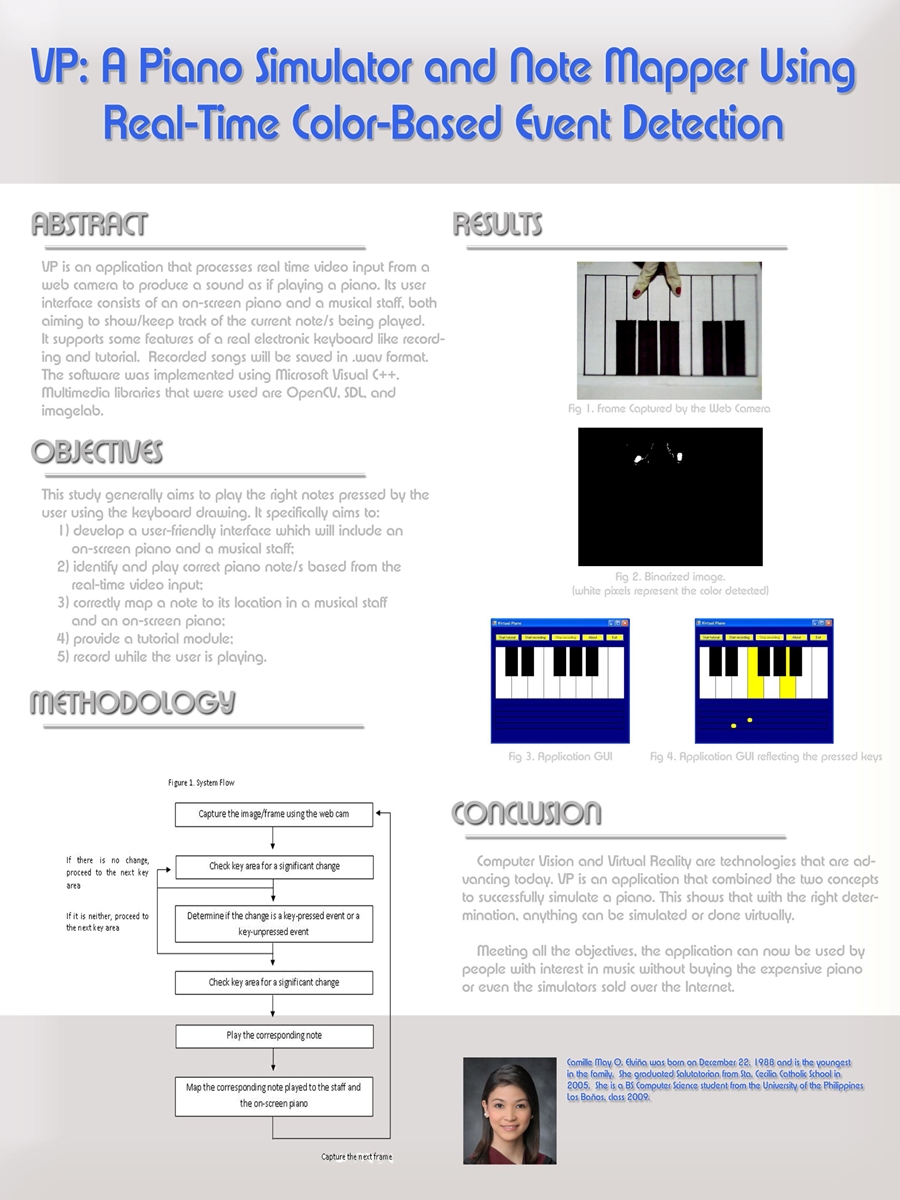 VP: A Piano Simulator and Note Mapper Using
Real-Time Color-Based Event Detection
ABSTRACT
VP is an application that processes real time video input from a
web camera to produce a sound as if playing a piano. Its user
interface consists of an on-screen piano and a musical staff, both
aiming to show/keep track of the current note/s being played.
It supports some features of a real electronic keyboard like record-
ing and tutorial. Recorded songs will be saved in .wav format.
The software was implemented using Microsoft Visual C++.
Multimedia libraries that were used are OpenCV, SDL, and
imagelab.
OBJECTIVES
This study generally aims to play the right notes pressed by the
user using the keyboard drawing. It specifically aims to:
1) develop a user-friendly interface which will include an
on-screen piano and a musical staff;
2) identify and play correct piano note/s based from the
real-time video input;
3) correctly map a note to its location in a musical staff
and an on-screen piano;
4) provide a tutorial module;
5) record while the user is playing.
METHODOLOGY
Figure 1. System Flow
Capture the image/frame using the web cam
If there is no change,
proceed to the next key
area
Check key area for a significant change
If it is neither, proceed to
the next key area
Determine if the change is a key-pressed event or a
key-unpressed event
Check key area for a significant change
Play the corresponding note
Map the corresponding note played to the staff and
the on-screen piano
Capture the next frame
RESULTS
Fig 1. Frame Captured by the Web Camera
Fig 2. Binarized image.
(white pixels represent the color detected)
Virtual Piano
Start tutorial Start recording Stop recording About Exit
Fig 3. Application GUI
Virtual Piano
Start tutorial Start recording Stop recording About Exit
Fig 4. Application GUI reflecting the pressed keys
CONCLUSION
Computer Vision and Virtual Reality are technologies that are ad-
vancing today. VP is an application that combined the two concepts
to successfully simulate a piano. This shows that with the right deter-
mination, anything can be simulated or done virtually.
Meeting all the objectives, the application can now be used by
people with interest in music without buying the expensive piano
or even the simulators sold over the Internet.
Camille May O. Elviña was born on December 22, 1988 and is the youngest
in the family. She graduated Salutatorian from Sta. Cecilia Catholic School in
2005. She is a BS Computer Science student from the University of the Philippines
Los Baños, class 2009.